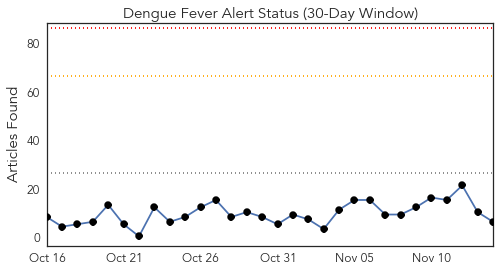 Dengue Fever Alert Status (30-Day Window)
Articles Found
80
60
40
20
0
Oct 16 Oct 21 Oct 26 Oct 31 Nov 05 Nov 10